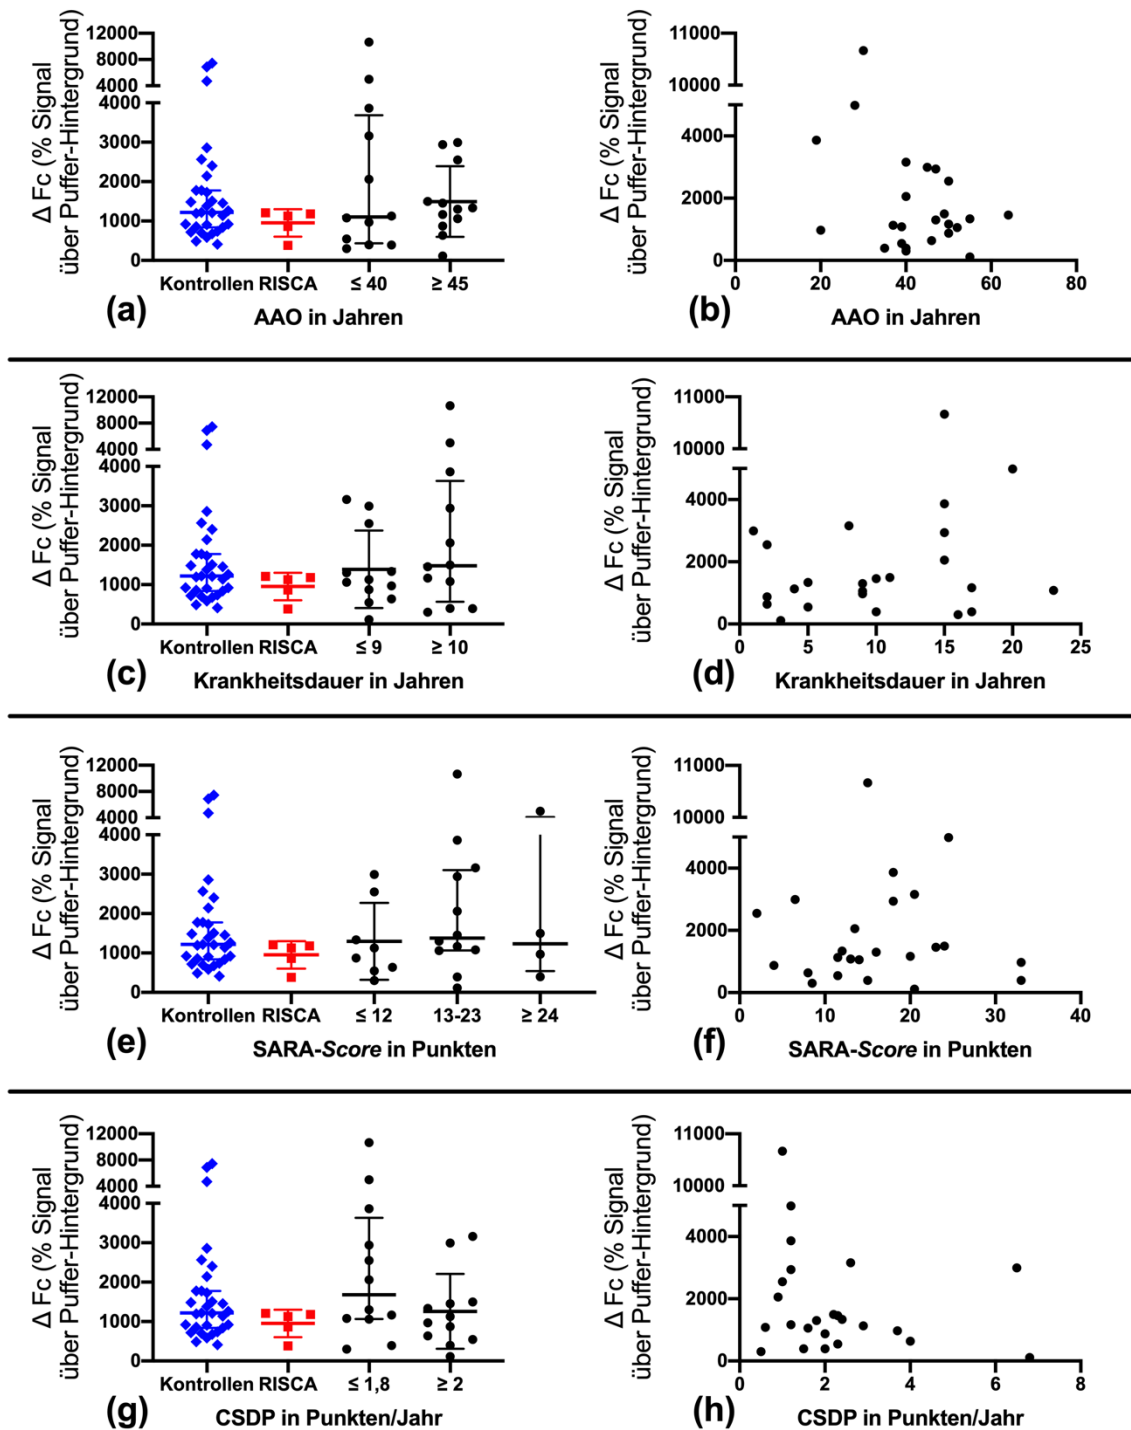 Δ Fc (% Signal
über Puffer-Hintergrund)
12000
8000
4000
4000
3000
2000
1000
0
Kontrollen RISCA ≤ 40 ≥ 45
(a) AAO in Jahren
Δ Fc (% Signal
über Puffer-Hintergrund)
11000
10000
4000
2000
0
0 20 40 60 80
(b) AAO in Jahren
Δ Fc (% Signal
über Puffer-Hintergrund)
12000
8000
4000
4000
3000
2000
1000
0
Kontrollen RISCA ≤ 9 ≥ 10
(c) Krankheitsdauer in Jahren
Δ Fc (% Signal
über Puffer-Hintergrund)
11000
10000
4000
2000
0
0 5 10 15 20 25
(d) Krankheitsdauer in Jahren
Δ Fc (% Signal
über Puffer-Hintergrund)
12000
8000
4000
4000
3000
2000
1000
0
Kontrollen RISCA ≤ 12 13-23 ≥ 24
(e) SARA-Score in Punkten
Δ Fc (% Signal
über Puffer-Hintergrund)
11000
10000
4000
2000
0
0 10 20 30 40
(f) SARA-Score in Punkten
Δ Fc (% Signal
über Puffer-Hintergrund)
12000
8000
4000
4000
3000
2000
1000
0
Kontrollen RISCA ≤ 1,8 ≥ 2
(g) CSDP in Punkten/Jahr
Δ Fc (% Signal
über Puffer-Hintergrund)
11000
10000
4000
2000
0
0 2 4 6 8
(h) CSDP in Punkten/Jahr